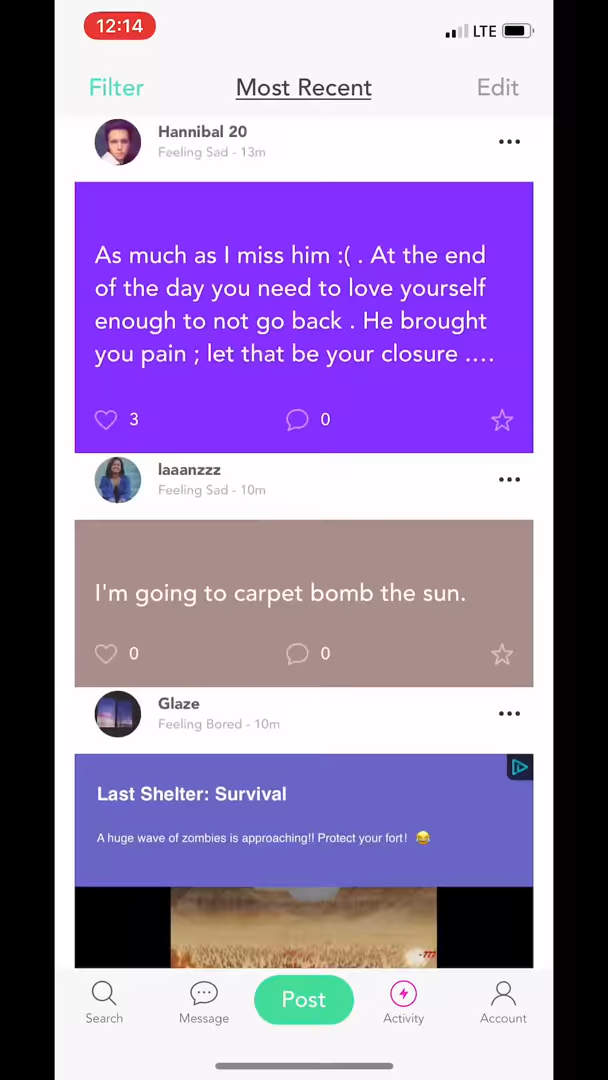 12:14
LTE
Filter
Most Recent
Edit
Hannibal 20
Feeling Sad - 13m
As much as I miss him :( . At the end
of the day you need to love yourself
enough to not go back . He brought
you pain ; let that be your closure ....
3
0
laaanzzz
Feeling Sad - 10m
I'm going to carpet bomb the sun.
0
0
Glaze
Feeling Bored - 10m
Last Shelter: Survival
A huge wave of zombies is approaching!! Protect your fort! 😂
-777
Search
Message
Post
Activity
Account